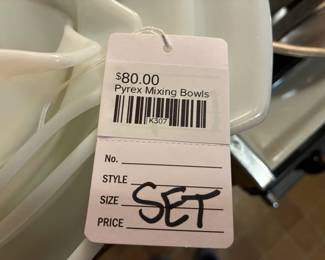 $80.00
Pyrex Mixing Bowls
K307
No.
STYLE
SIZE SET
PRICE